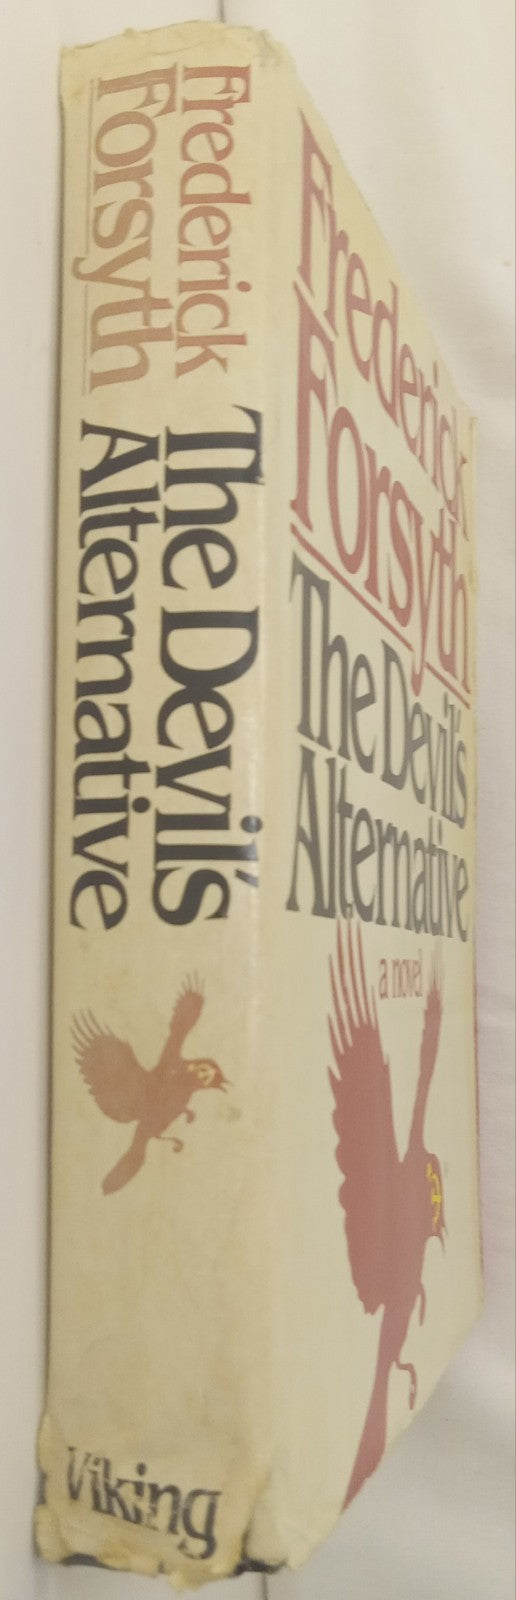 Frederick
Forsyth
The Devil's
Alternative
Viking
Frederick
Forsyth
The Devil's
Alternative
a novel